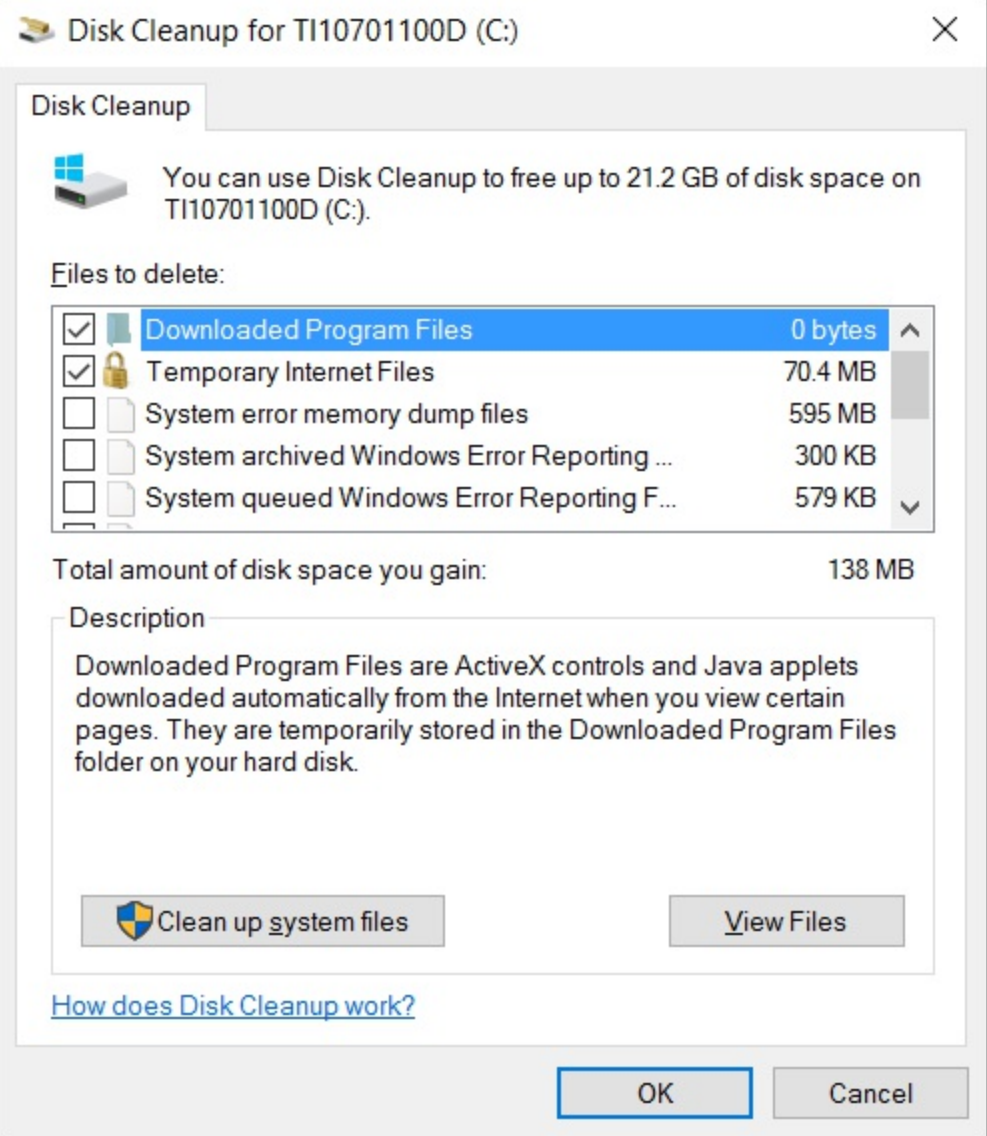 Disk Cleanup for TI10701100D (C:)
Disk Cleanup
You can use Disk Cleanup to free up to 21.2 GB of disk space on
TI10701100D (C:).
Files to delete:
Downloaded Program Files 0 bytes
Temporary Internet Files 70.4 MB
System error memory dump files 595 MB
System archived Windows Error Reporting ... 300 KB
System queued Windows Error Reporting F... 579 KB
Total amount of disk space you gain: 138 MB
Description
Downloaded Program Files are ActiveX controls and Java applets
downloaded automatically from the Internet when you view certain
pages. They are temporarily stored in the Downloaded Program Files
folder on your hard disk.
Clean up system files View Files
How does Disk Cleanup work?
OK Cancel